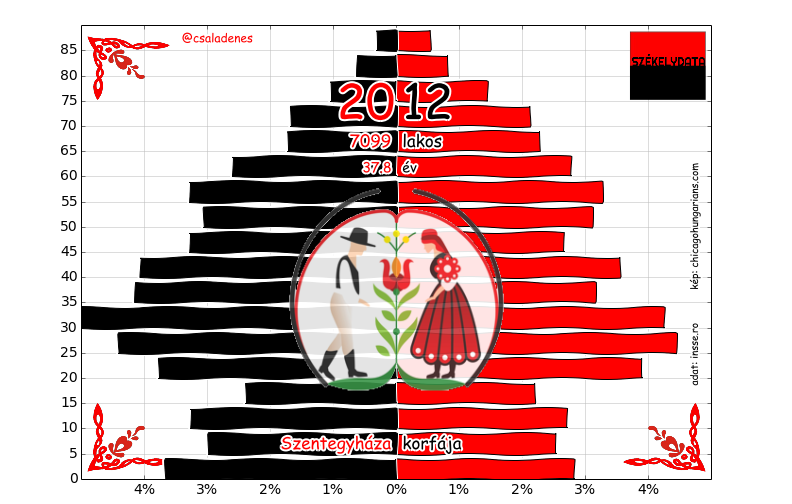 @csaladenes
SZÉKELYDATA
2012
7099 lakos
37.8 év
Szentegyháza korfája
kép: chicagohungarians.com
adat: insse.ro
85
80
75
70
65
60
55
50
45
40
35
30
25
20
15
10
5
0
4% 3% 2% 1% 0% 1% 2% 3% 4%